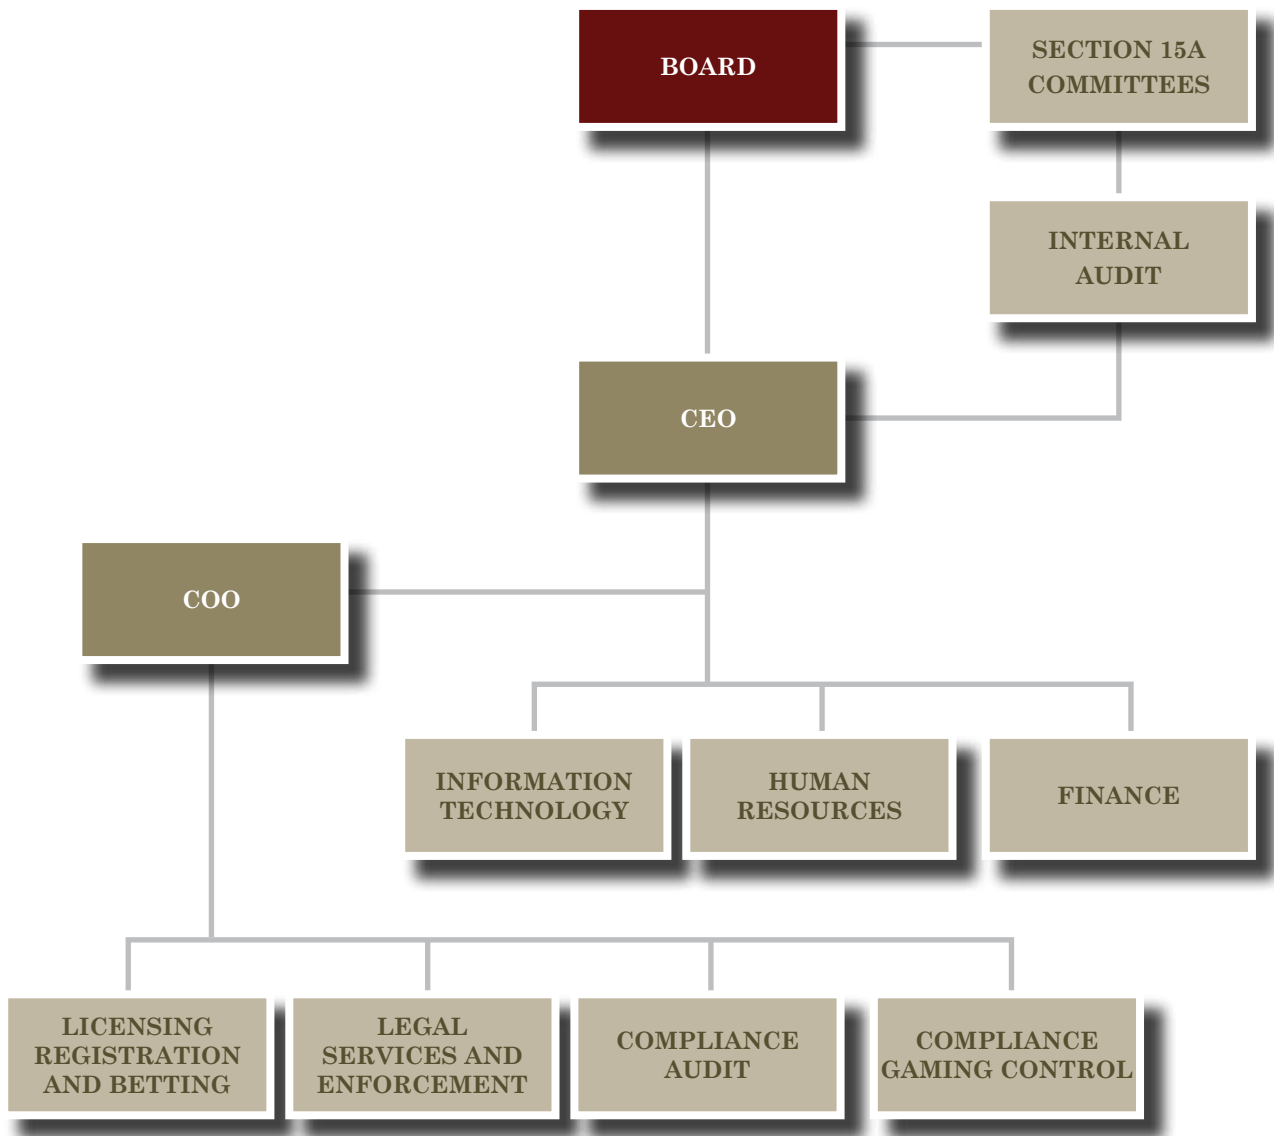 BOARD
SECTION 15A
COMMITTEES
INTERNAL
AUDIT
CEO
COO
INFORMATION
TECHNOLOGY
HUMAN
RESOURCES
FINANCE
LICENSING
REGISTRATION
AND BETTING
LEGAL
SERVICES AND
ENFORCEMENT
COMPLIANCE
AUDIT
COMPLIANCE
GAMING CONTROL